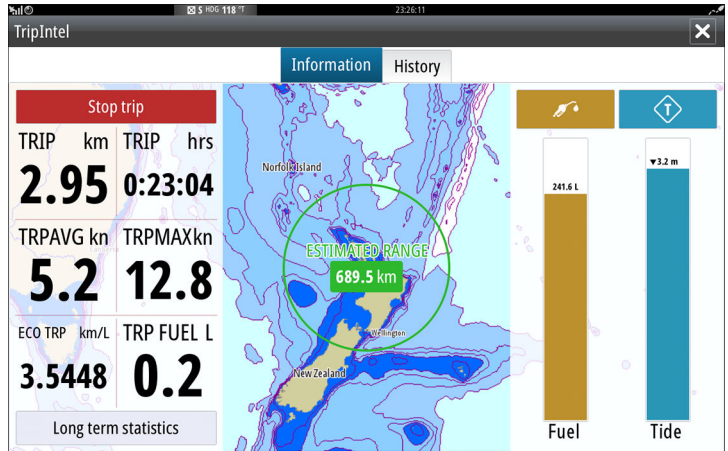 S HDG 118 °T
23:26:11
TripIntel
Information
History
Stop trip
TRIP km
2.95
TRIP hrs
0:23:04
TRPAVG kn
5.2
TRPMAX kn
12.8
ECO TRP km/L
3.5448
TRP FUEL L
0.2
Long term statistics
Norfolk Island
ESTIMATED RANGE
689.5 km
Wellington
New Zealand
241.6 L
Fuel
T
▼3.2 m
Tide